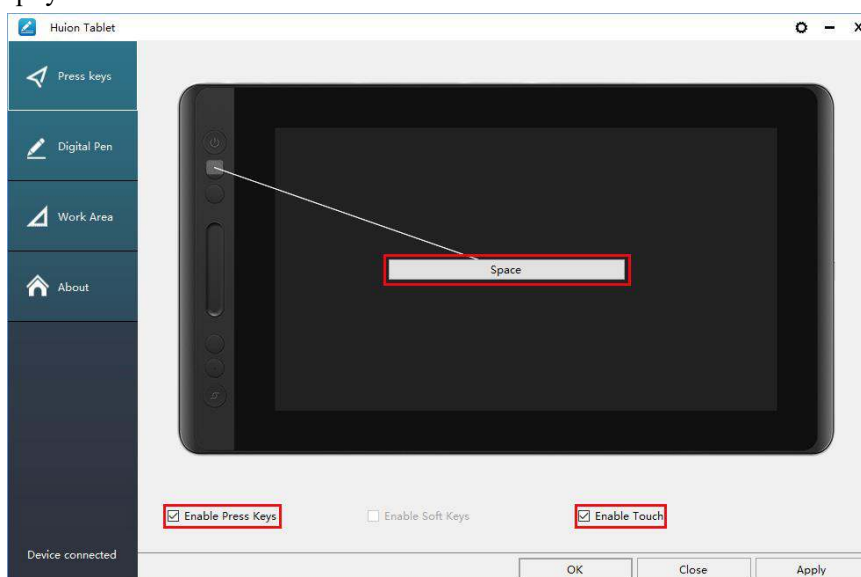 Huion Tablet
Press keys
Digital Pen
Work Area
About
Space
Enable Press Keys
Enable Soft Keys
Enable Touch
Device connected
OK
Close
Apply